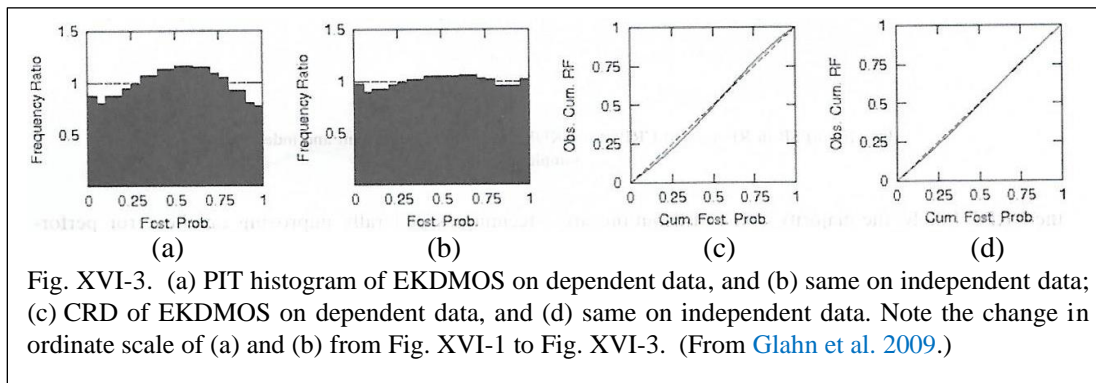 1.5
1
0.5
Frequency Ratio
0 0.25 0.5 0.75 1
Fcst. Prob.
(a)
1.5
1
0.5
Frequency Ratio
0 0.25 0.5 0.75 1
Fcst. Prob.
(b)
1
0.75
0.5
0.25
0
Obs. Cum. RF
0 0.25 0.5 0.75 1
Cum. Fcst. Prob.
(c)
1
0.75
0.5
0.25
0
Obs. Cum. RF
0 0.25 0.5 0.75 1
Cum. Fcst. Prob.
(d)
Fig. XVI-3. (a) PIT histogram of EKDMOS on dependent data, and (b) same on independent data;
(c) CRD of EKDMOS on dependent data, and (d) same on independent data. Note the change in
ordinate scale of (a) and (b) from Fig. XVI-1 to Fig. XVI-3. (From Glahn et al. 2009.)